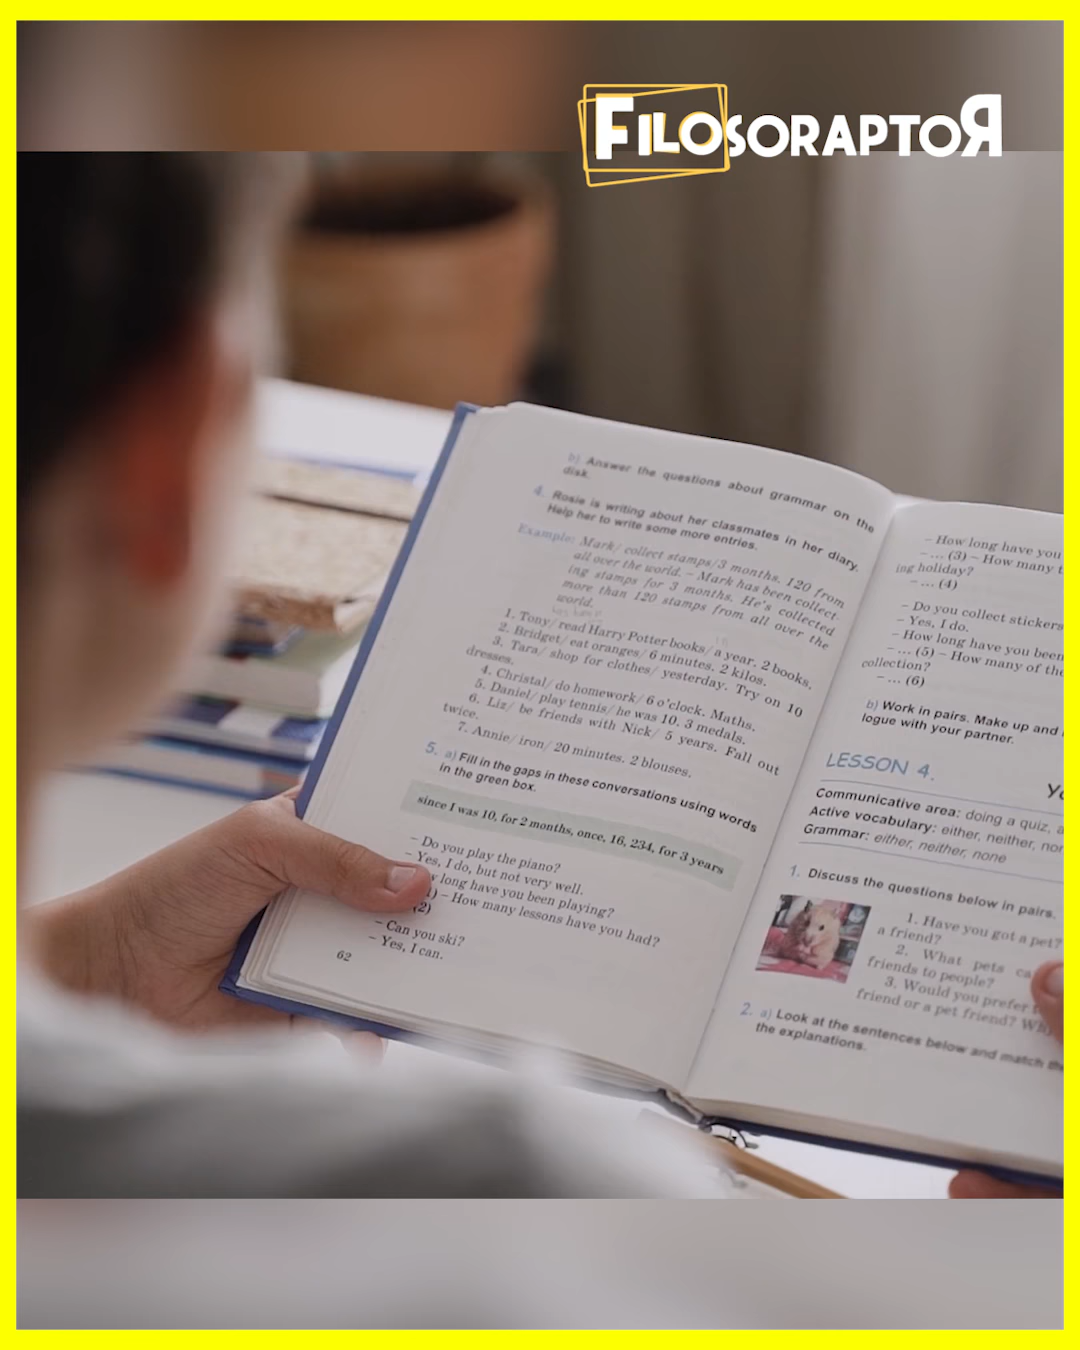 FILOSORAPTOR
b) Answer the questions about grammar on the
disk.
4. Rosie is writing about her classmates in her diary.
Help her to write some more entries.
Example: Mark/ collect stamps/3 months. 120 from
all over the world. – Mark has been collect-
ing stamps for 3 months. He's collected
more than 120 stamps from all over the
world.
1. Tony/ read Harry Potter books/ a year. 2 books.
2. Bridget/ eat oranges/ 6 minutes. 2 kilos.
3. Tara/ shop for clothes/ yesterday. Try on 10
dresses.
4. Christal/ do homework/ 6 o'clock. Maths.
5. Daniel/ play tennis/ he was 10. 3 medals.
6. Liz/ be friends with Nick/ 5 years. Fall out
twice.
7. Annie/ iron/ 20 minutes. 2 blouses.
5. a) Fill in the gaps in these conversations using words
in the green box.
since I was 10, for 2 months, once, 16, 234, for 3 years
– Do you play the piano?
– Yes, I do, but not very well.
long have you been playing?
– How many lessons have you had?
(2)
– Can you ski?
– Yes, I can.
62
– How long have you
– ... (3) – How many t
ing holiday?
– ... (4)
– Do you collect stickers
– Yes, I do.
– How long have you been
– ... (5) – How many of the
collection?
– ... (6)
b) Work in pairs. Make up and
logue with your partner.
LESSON 4.
Yo
Communicative area: doing a quiz, a
Active vocabulary: either, neither, nor
Grammar: either, neither, none
1. Discuss the questions below in pairs.
1. Have you got a pet?
a friend?
2. What pets ca
friends to people?
3. Would you prefer
friend or a pet friend? Wh
2. a) Look at the sentences below and match the
the explanations.